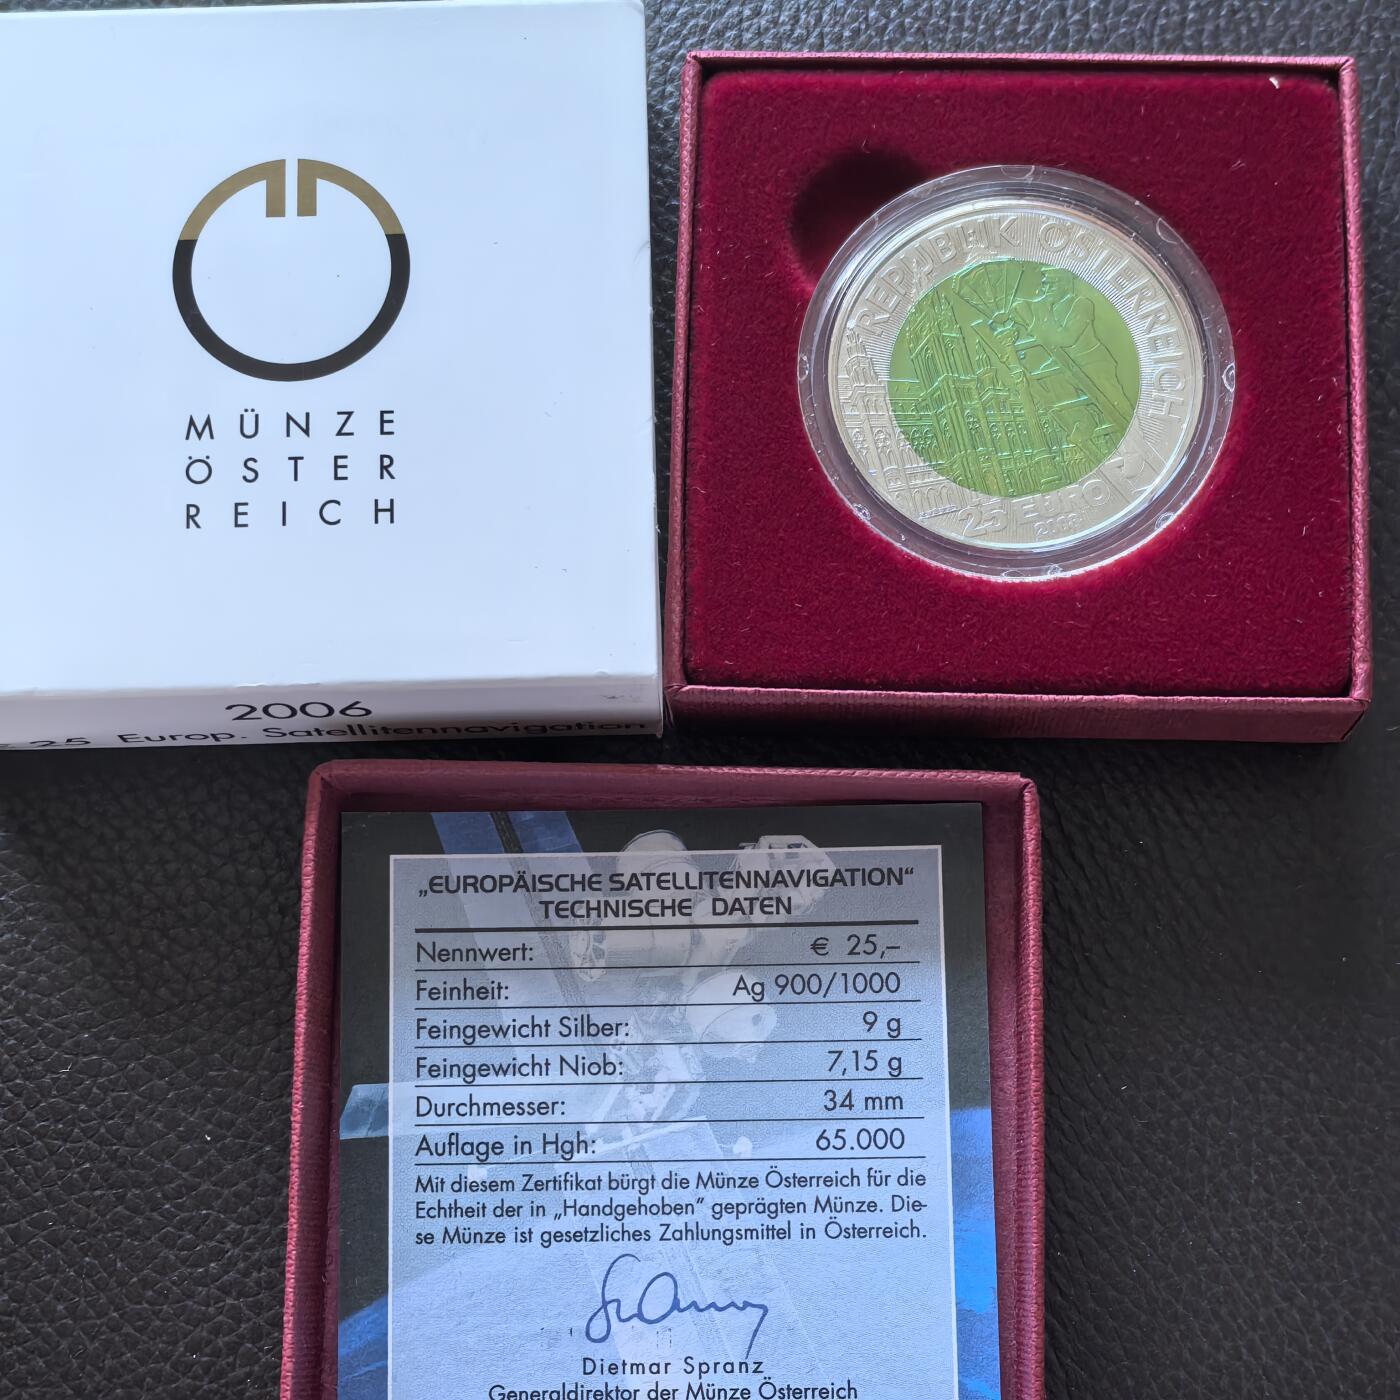 MÜNZE
ÖSTER
REICH
2006
25 Europ. Satellitennavigation
REPUBLIK ÖSTERREICH
25 EURO
„EUROPÄISCHE SATELLITENNAVIGATION“
TECHNISCHE DATEN
Nennwert: € 25,–
Feinheit: Ag 900/1000
Feingewicht Silber: 9 g
Feingewicht Niob: 7,15 g
Durchmesser: 34 mm
Auflage in Hgh: 65.000
Mit diesem Zertifikat bürgt die Münze Österreich für die
Echtheit der in „Handgehoben“ geprägten Münze. Die-
se Münze ist gesetzliches Zahlungsmittel in Österreich.
Dietmar Spranz
Generaldirektor der Münze Österreich